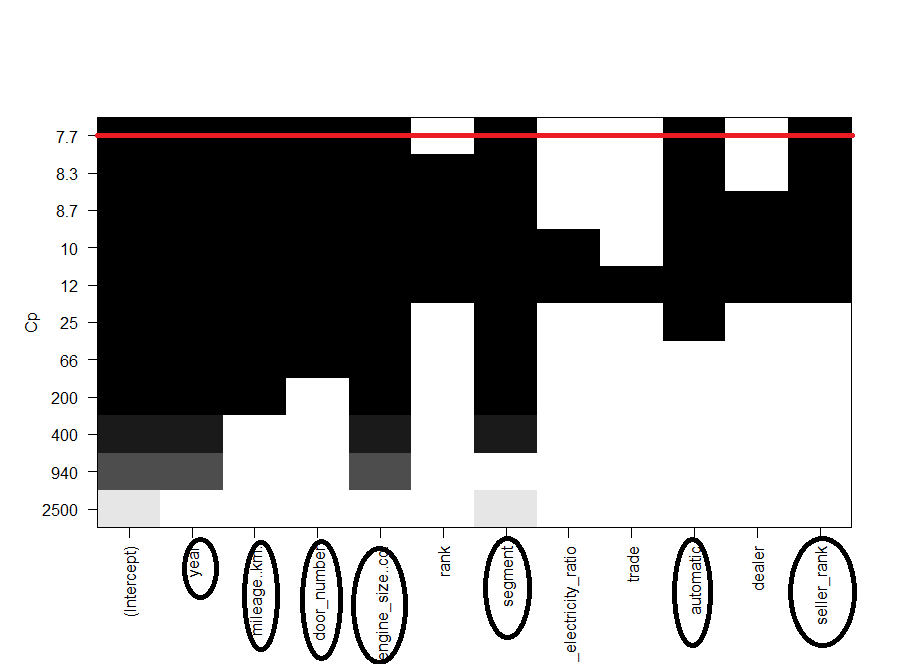 7.7
8.3
8.7
10
12
25
66
200
400
940
2500
Cp
(Intercept)
year
mileage..km.
door_number
engine_size..cc
rank
segment
_electricity_ratio
trade
automatic
dealer
seller_rank